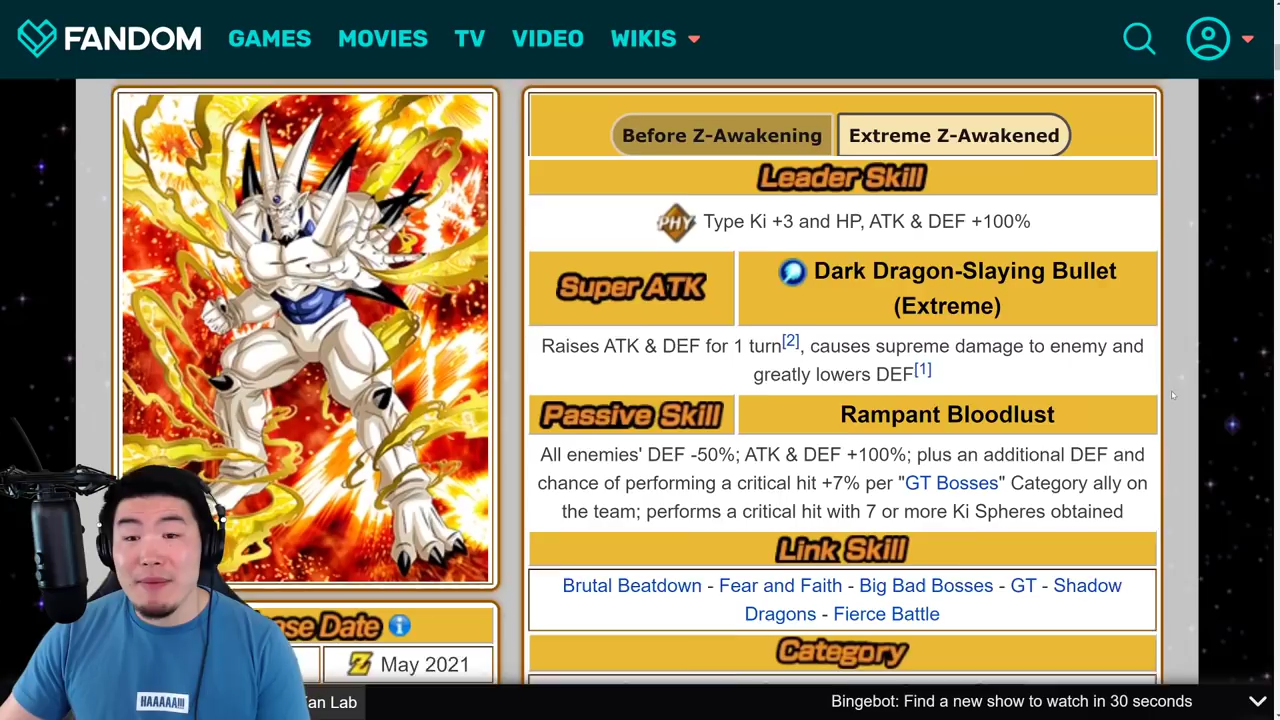 FANDOM GAMES MOVIES TV VIDEO WIKIS
Before Z-Awakening Extreme Z-Awakened
Leader Skill
PHY Type Ki +3 and HP, ATK & DEF +100%
Super ATK
Dark Dragon-Slaying Bullet
(Extreme)
Raises ATK & DEF for 1 turn[2], causes supreme damage to enemy and
greatly lowers DEF[1]
Passive Skill
Rampant Bloodlust
All enemies' DEF -50%; ATK & DEF +100%; plus an additional DEF and
chance of performing a critical hit +7% per "GT Bosses" Category ally on
the team; performs a critical hit with 7 or more Ki Spheres obtained
Link Skill
Brutal Beatdown - Fear and Faith - Big Bad Bosses - GT - Shadow
Dragons - Fierce Battle
Category
Date
Z May 2021
Lab
Bingebot: Find a new show to watch in 30 seconds
HAAAAA!!!